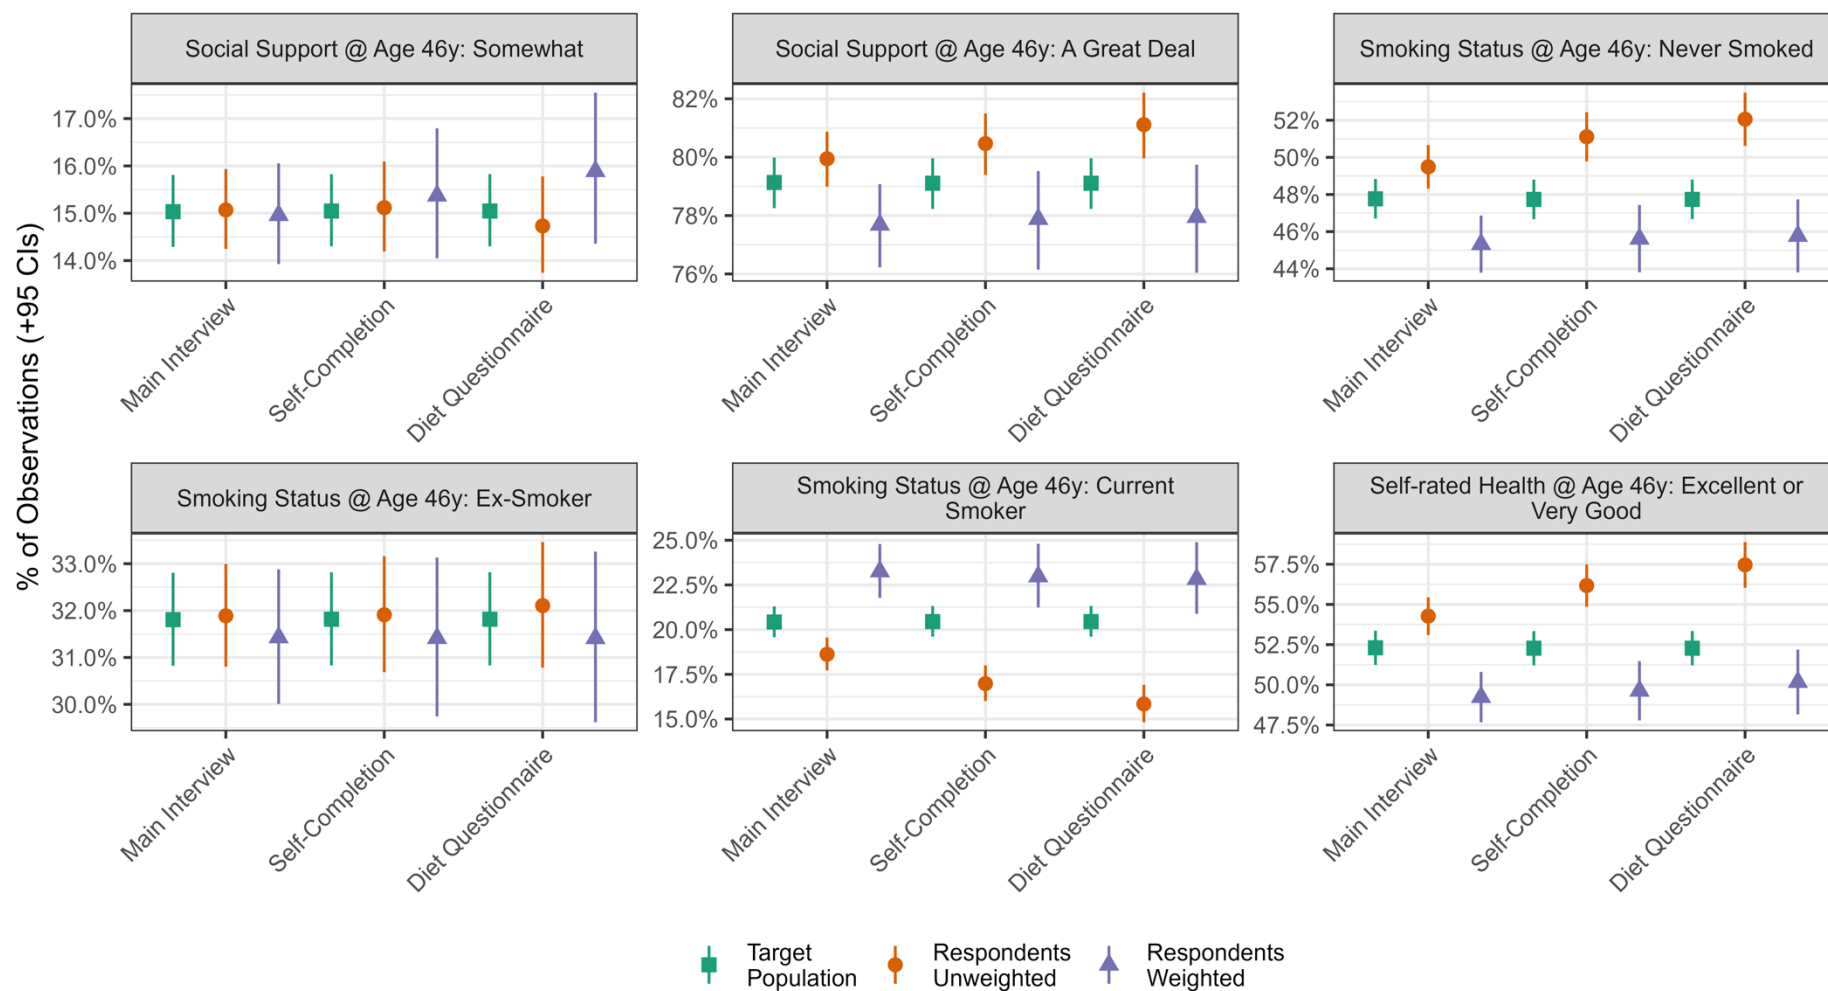 Social Support @ Age 46y: Somewhat
Social Support @ Age 46y: A Great Deal
Smoking Status @ Age 46y: Never Smoked
% of Observations (+95 CIs)
17.0%
16.0%
15.0%
14.0%
82%
80%
78%
76%
52%
50%
48%
46%
44%
Main Interview
Self-Completion
Diet Questionnaire
Main Interview
Self-Completion
Diet Questionnaire
Main Interview
Self-Completion
Diet Questionnaire
Smoking Status @ Age 46y: Ex-Smoker
Smoking Status @ Age 46y: Current
Smoker
Self-rated Health @ Age 46y: Excellent or
Very Good
33.0%
32.0%
31.0%
30.0%
25.0%
22.5%
20.0%
17.5%
15.0%
57.5%
55.0%
52.5%
50.0%
47.5%
Main Interview
Self-Completion
Diet Questionnaire
Main Interview
Self-Completion
Diet Questionnaire
Main Interview
Self-Completion
Diet Questionnaire
Target
Population
Respondents
Unweighted
Respondents
Weighted